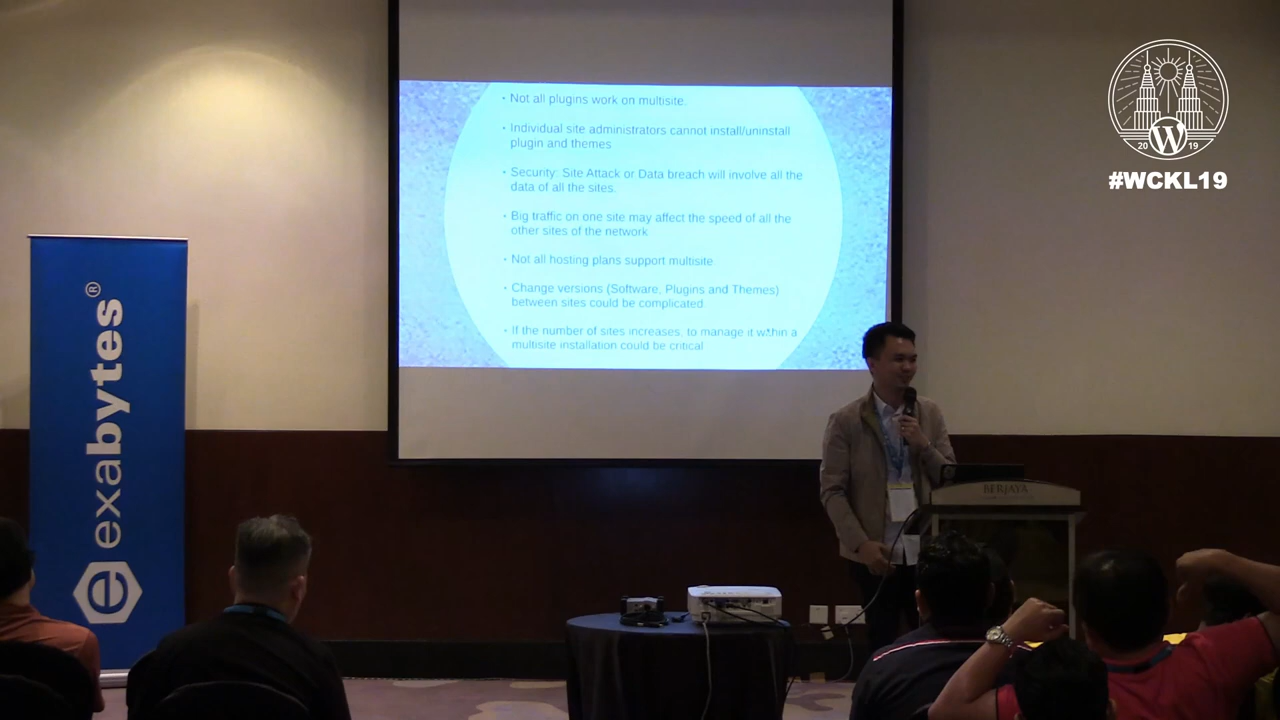 • Not all plugins work on multisite.
• Individual site administrators cannot install/uninstall
plugin and themes
• Security: Site Attack or Data breach will involve all the
data of all the sites.
• Big traffic on one site may affect the speed of all the
other sites of the network
• Not all hosting plans support multisite
• Change versions (Software, Plugins and Themes)
between sites could be complicated
• If the number of sites increases, to manage it within a
multisite installation could be critical
20 W 19
#WCKL19
e exabytes®
BERJAYA